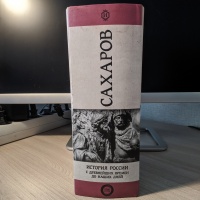 САХАРОВ
ИСТОРИЯ РОССИИ
С ДРЕВНЕЙШИХ ВРЕМЕН
ДО НАШИХ ДНЕЙ